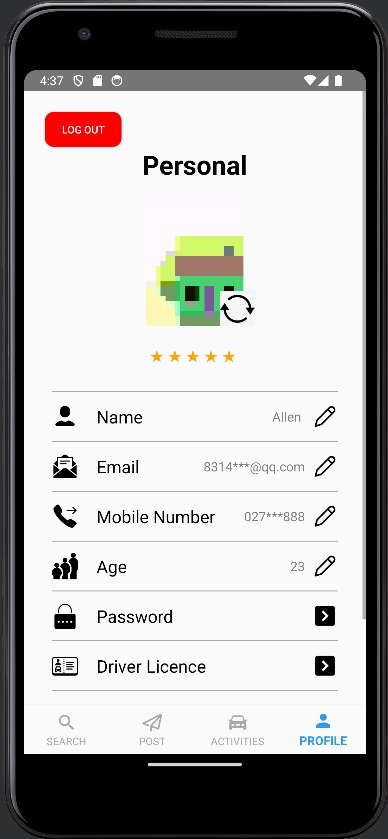 4:37
LOG OUT
Personal
★★★★★
Name Allen
Email 8314***@qq.com
Mobile Number 027***888
Age 23
Password
Driver Licence
SEARCH POST ACTIVITIES PROFILE